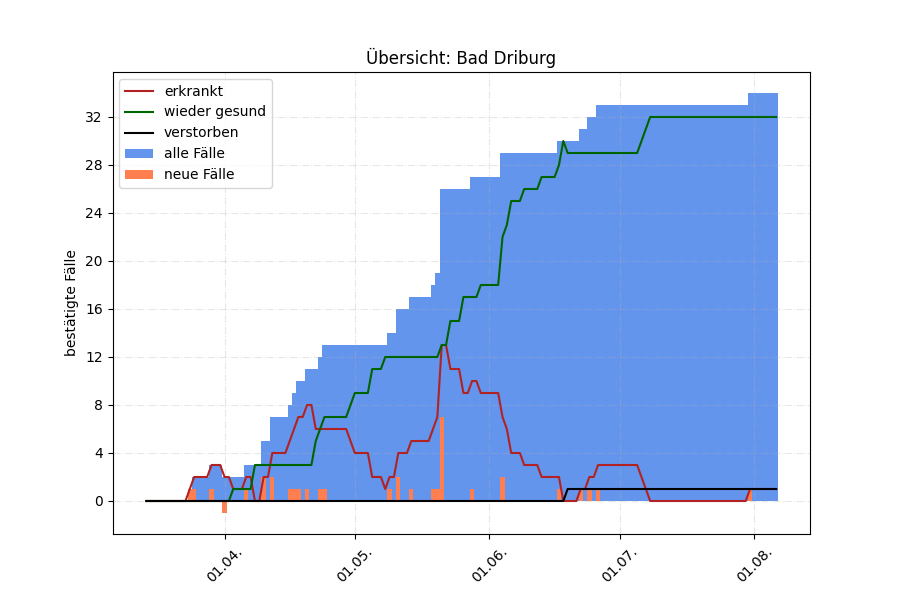 Übersicht: Bad Driburg
erkrankt
wieder gesund
verstorben
alle Fälle
neue Fälle
bestätigte Fälle
32
28
24
20
16
12
8
4
0
01.04.
01.05.
01.06.
01.07.
01.08.